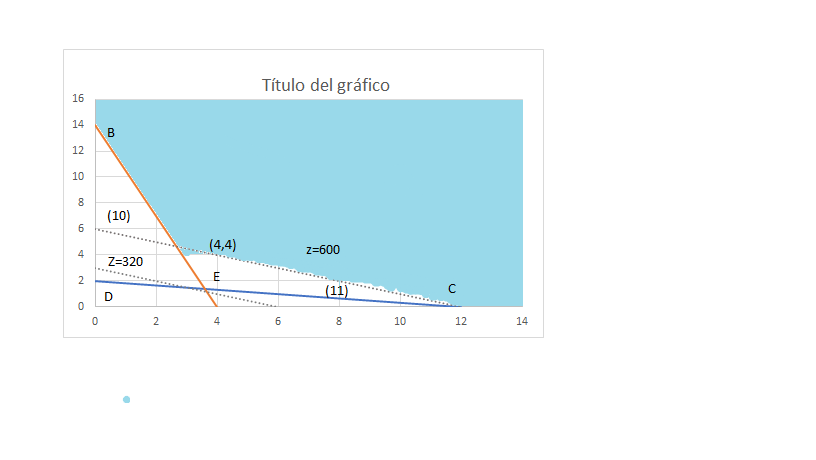 Título del gráfico
16
14
B
12
10
8
(10)
6
(4,4)
z=600
4
Z=320
E
C
2
(11)
D
0
0 2 4 6 8 10 12 14